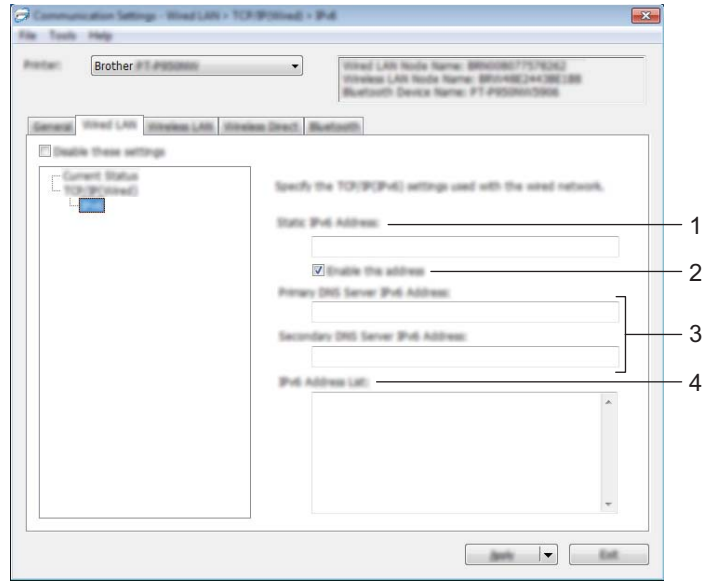 Communication Settings - Wired LAN > TCP/IP(Wired) > IPv6
File Tools Help
Printer:
Brother PT-P950NW
Wired LAN Node Name:
Wireless LAN Node Name:
Bluetooth Device Name: PT-P950NW5906
General Wired LAN Wireless LAN Wireless Direct Bluetooth
Disable these settings
Current Status
TCP/IP(Wired)
Specify the TCP/IP(IPv6) settings used with the wired network.
Static IPv6 Address:
1
Enable this address
2
Primary DNS Server IPv6 Address:
3
Secondary DNS Server IPv6 Address:
IPv6 Address List:
4
Apply Exit